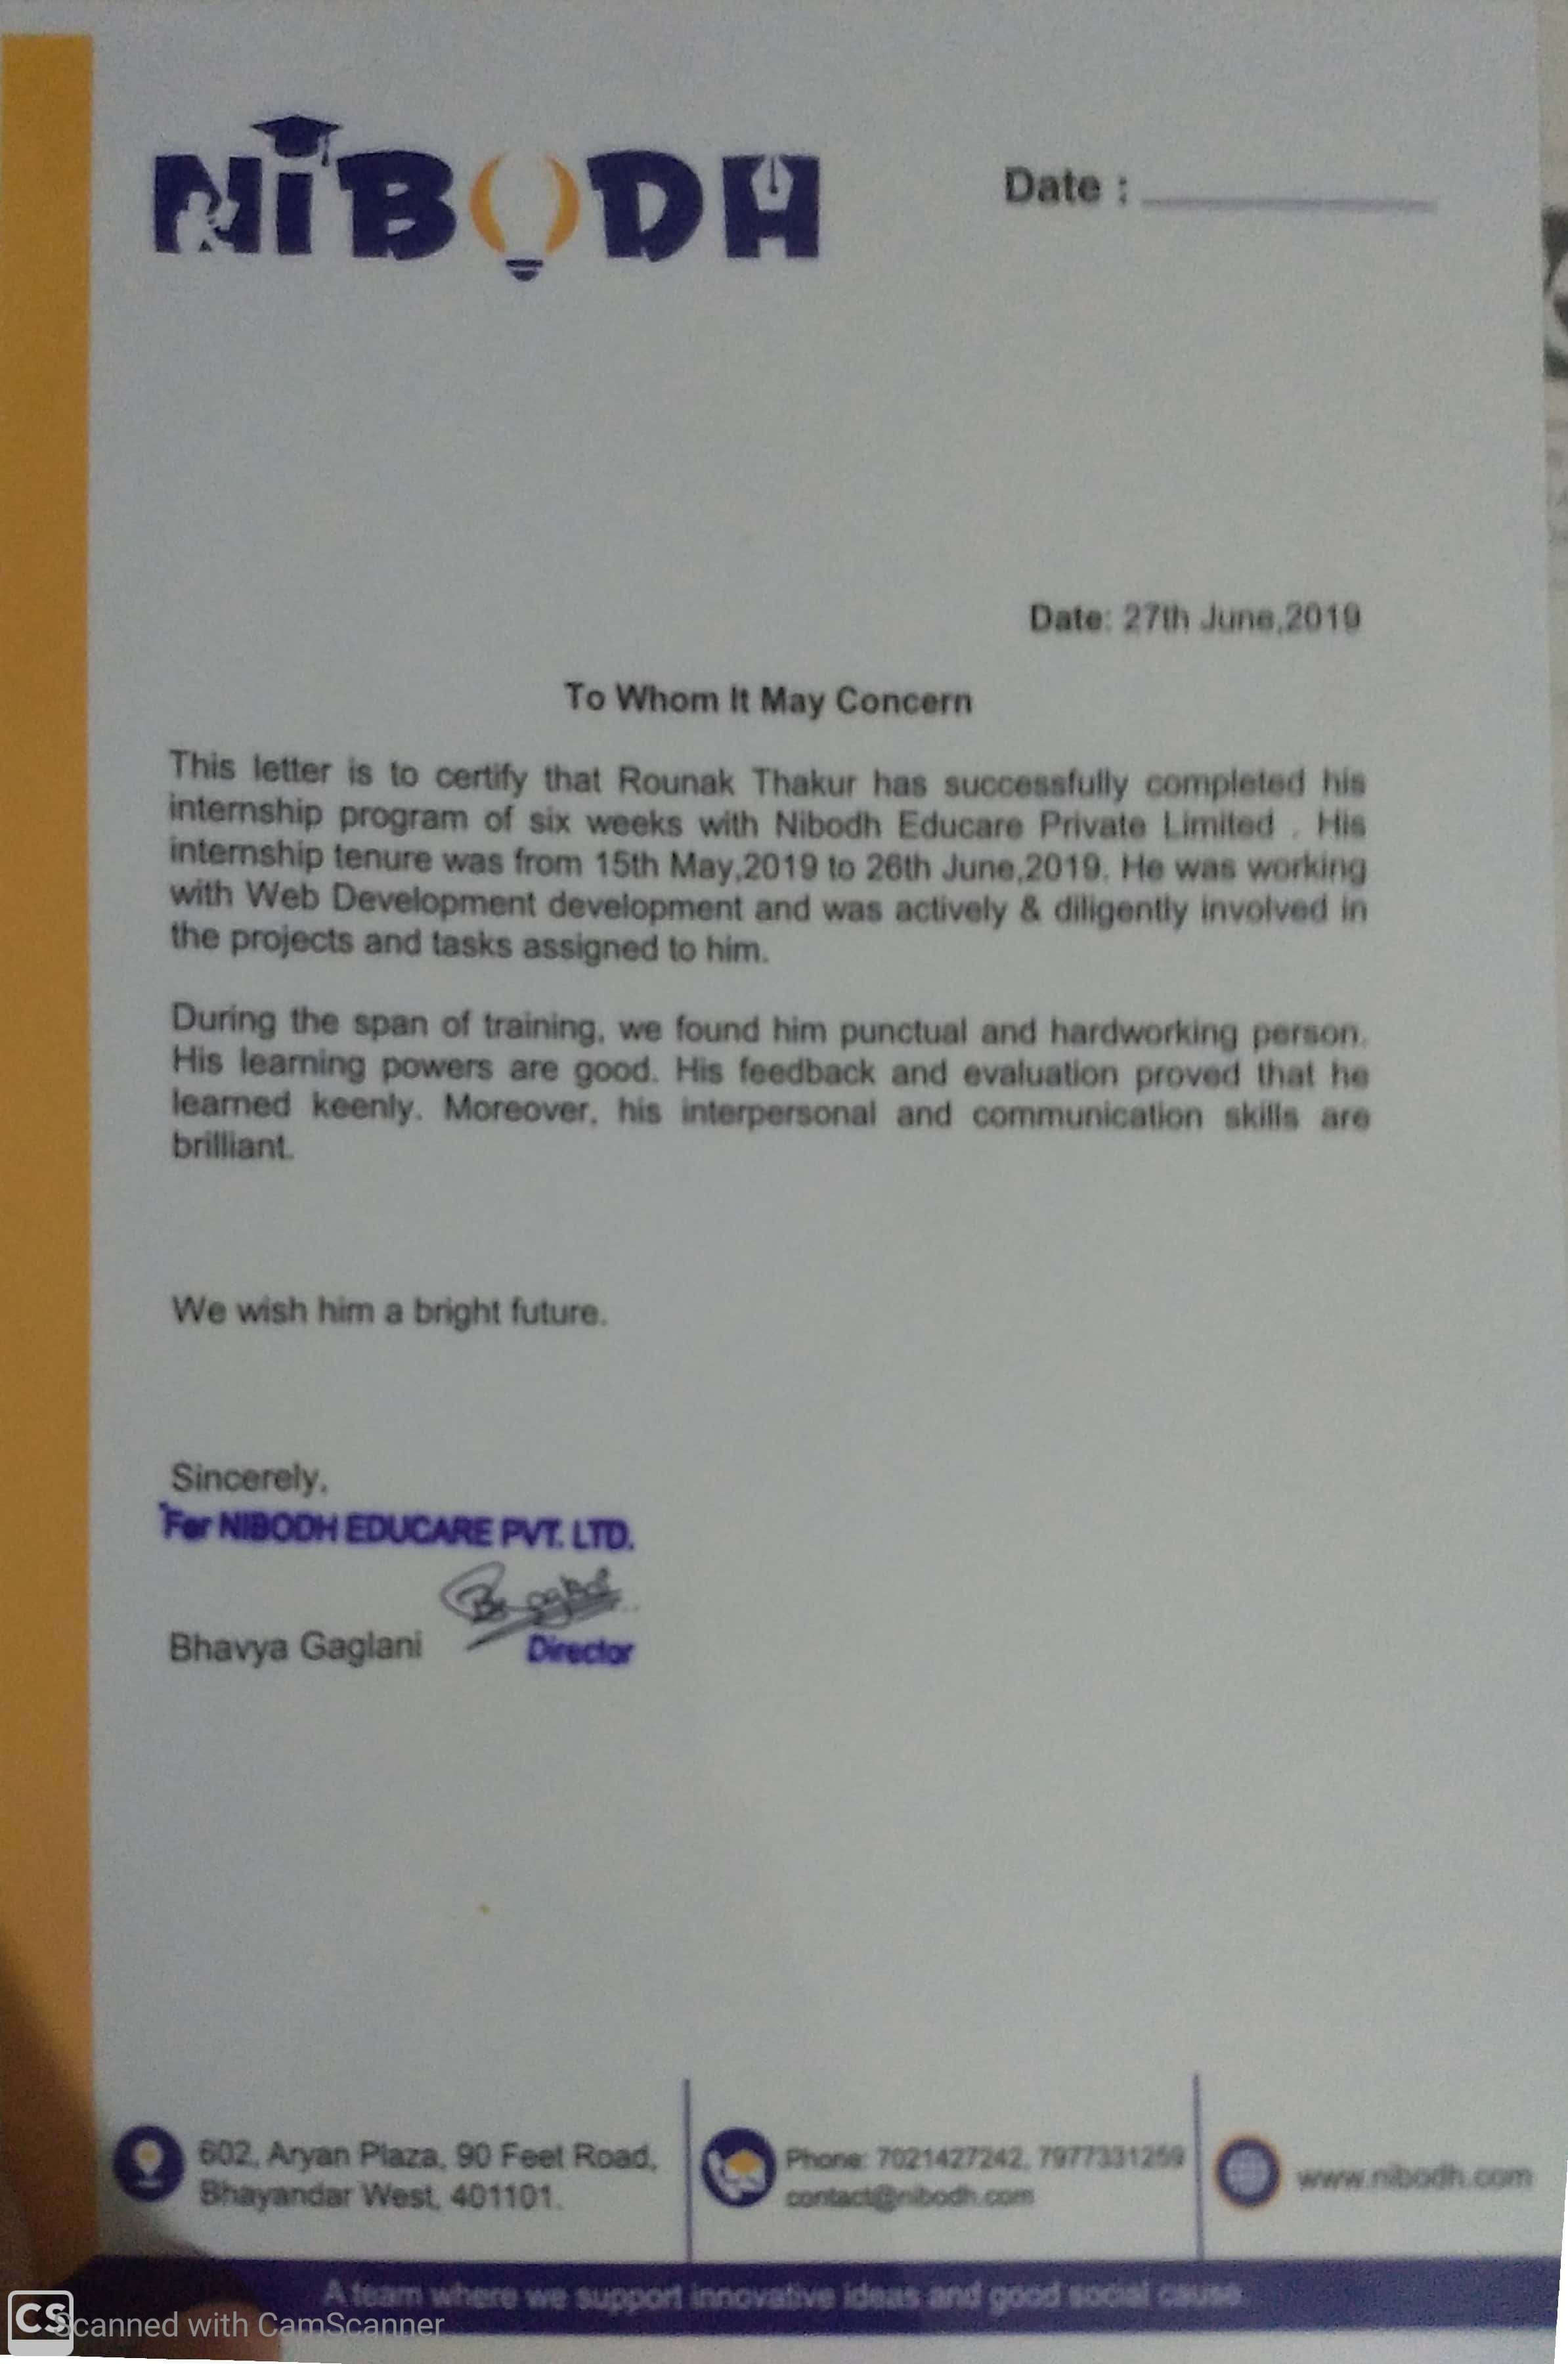 NiBODH
Date :
Date: 27th June,2019
To Whom It May Concern
This letter is to certify that Rounak Thakur has successfully completed his
internship program of six weeks with Nibodh Educare Private Limited . His
internship tenure was from 15th May,2019 to 26th June,2019. He was working
with Web Development development and was actively & diligently involved in
the projects and tasks assigned to him.
During the span of training, we found him punctual and hardworking person.
His learning powers are good. His feedback and evaluation proved that he
learned keenly. Moreover, his interpersonal and communication skills are
brilliant.
We wish him a bright future.
Sincerely,
For NIBODH EDUCARE PVT. LTD.
Bhavya Gaglani
Director
602, Aryan Plaza, 90 Feet Road,
Bhayandar West, 401101.
Phone: 7021427242, 7977331259
contact@nibodh.com
www.nibodh.com
A team where we support innovative ideas and good social cause.
CS
Scanned with CamScanner